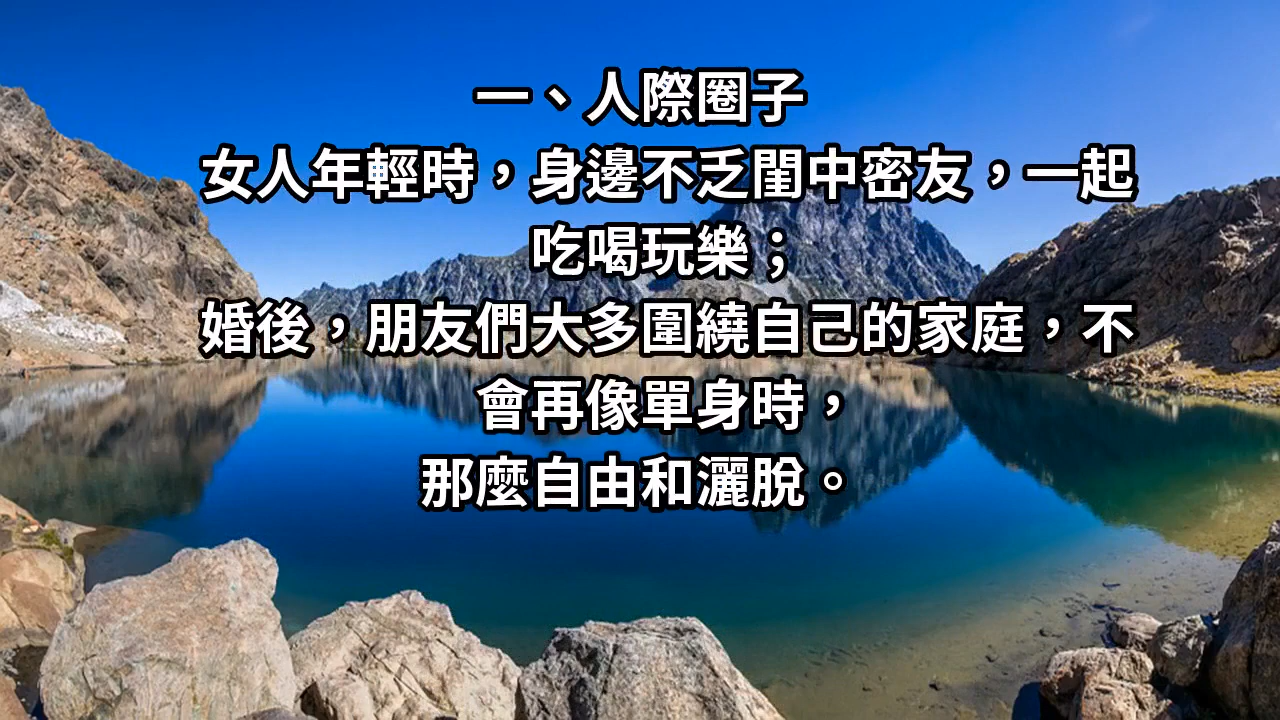 一、人際圈子
女人年輕時，身邊不乏閨中密友，一起
吃喝玩樂；
婚後，朋友們大多圍繞自己的家庭，不
會再像單身時，
那麼自由和灑脫。